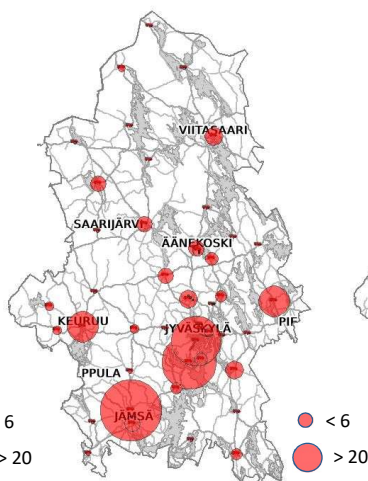 VIITASAARI
SAARIJÄRVI
ÄÄNEKOSKI
KEURUU
JYVÄSKYLÄ
PIE
PPULA
JÄMSÄ
6
< 6
> 20
> 20